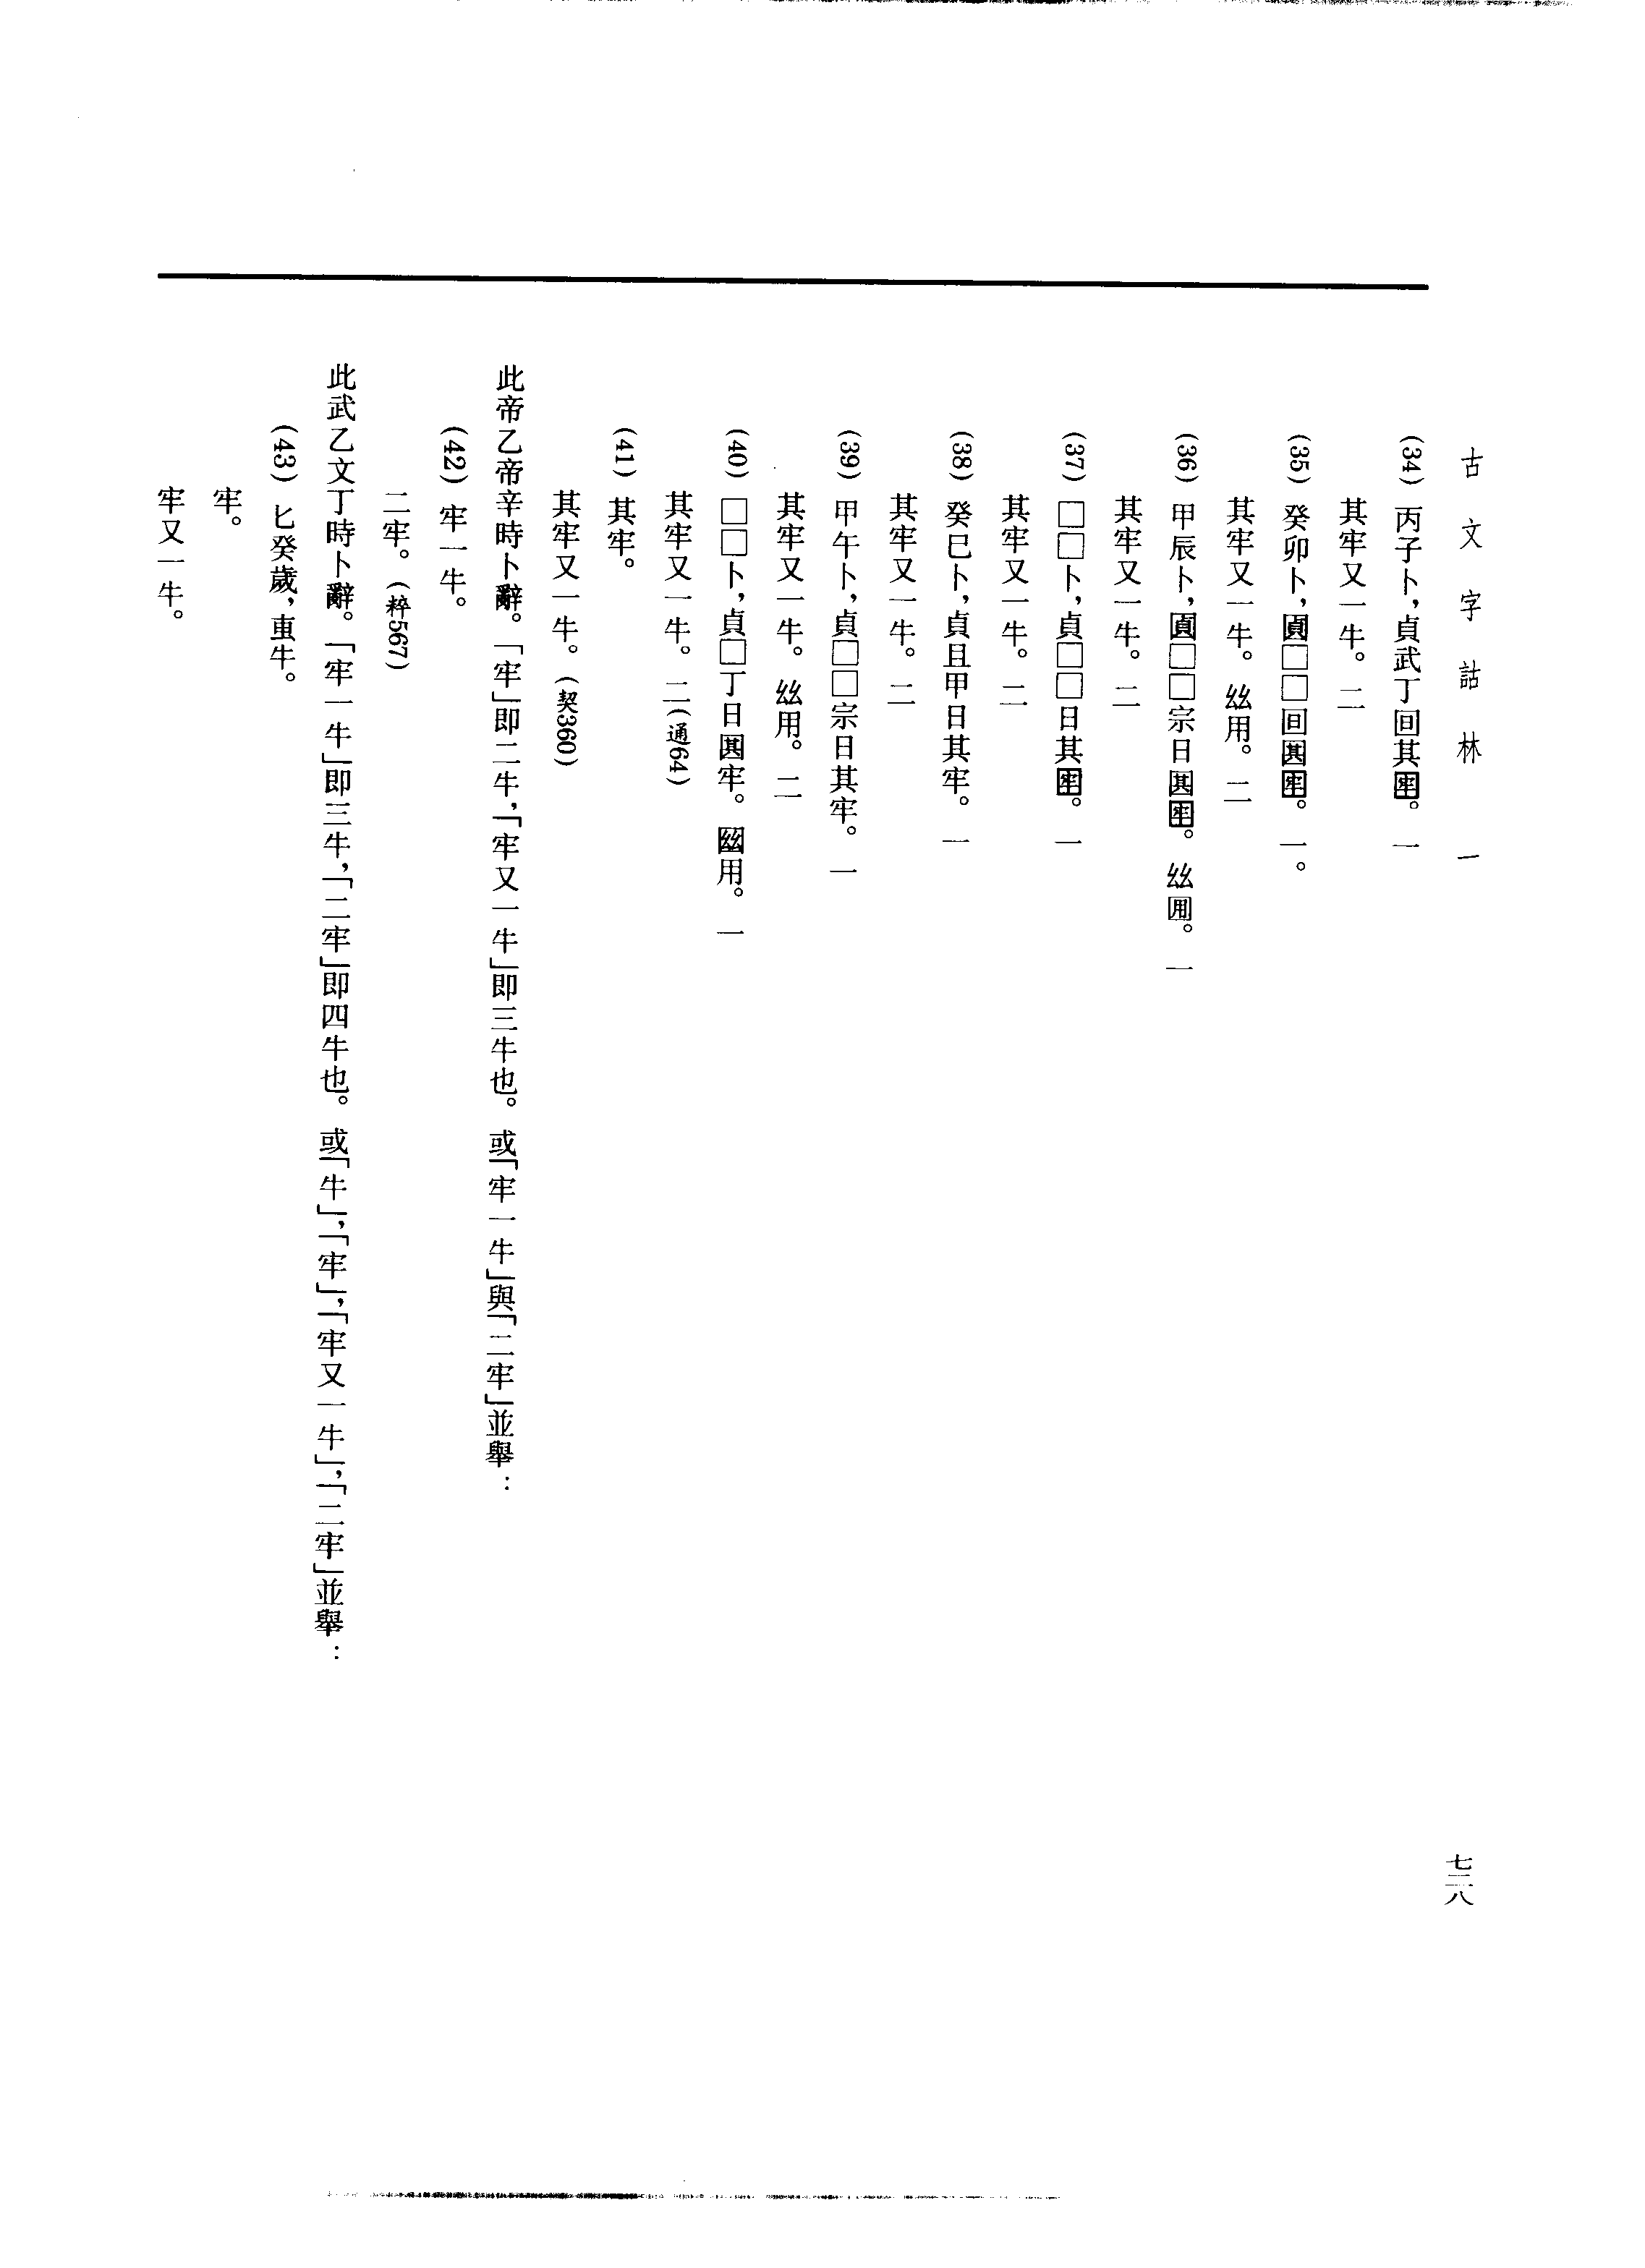 古文字詁林 一
七二八
(34) 丙子卜，貞武丁日其牢。 一
其牢又一牛。 二
(35) 癸卯卜，貞□□日其牢。 一。
其牢又一牛。 𢆶用。 二
(36) 甲辰卜，貞□□宗日其牢。 𢆶用。 一
其牢又一牛。 二
(37) □□卜，貞□□日其牢。 一
其牢又一牛。 二
(38) 癸巳卜，貞且甲日其牢。 一
其牢又一牛。 二
(39) 甲午卜，貞□□宗日其牢。 一
其牢又一牛。 𢆶用。 二
(40) □□卜，貞□丁日其牢。 𢆶用。 一
其牢又一牛。 二(通64)
(41) 其牢。
其牢又一牛。(契360)
此帝乙帝辛時卜辭。「牢」即二牛，「牢又一牛」即三牛也。或「牢一牛」與「二牢」並舉：
(42) 牢一牛。
二牢。(粹567)
此武乙文丁時卜辭。「牢一牛」即三牛，「二牢」即四牛也。或「牛」，「牢」，「牢又一牛」，「二牢」並舉：
(43) 匕癸歲，叀牛。
牢。
牢又一牛。